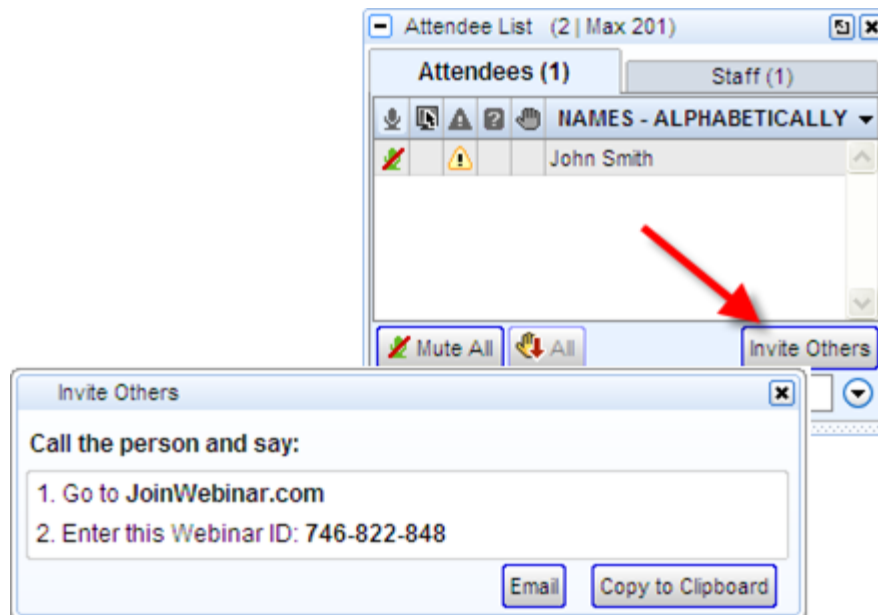 Attendee List (2 | Max 201)
Attendees (1) Staff (1)
NAMES - ALPHABETICALLY
John Smith
Mute All All Invite Others
Invite Others
Call the person and say:
1. Go to JoinWebinar.com
2. Enter this Webinar ID: 746-822-848
Email Copy to Clipboard